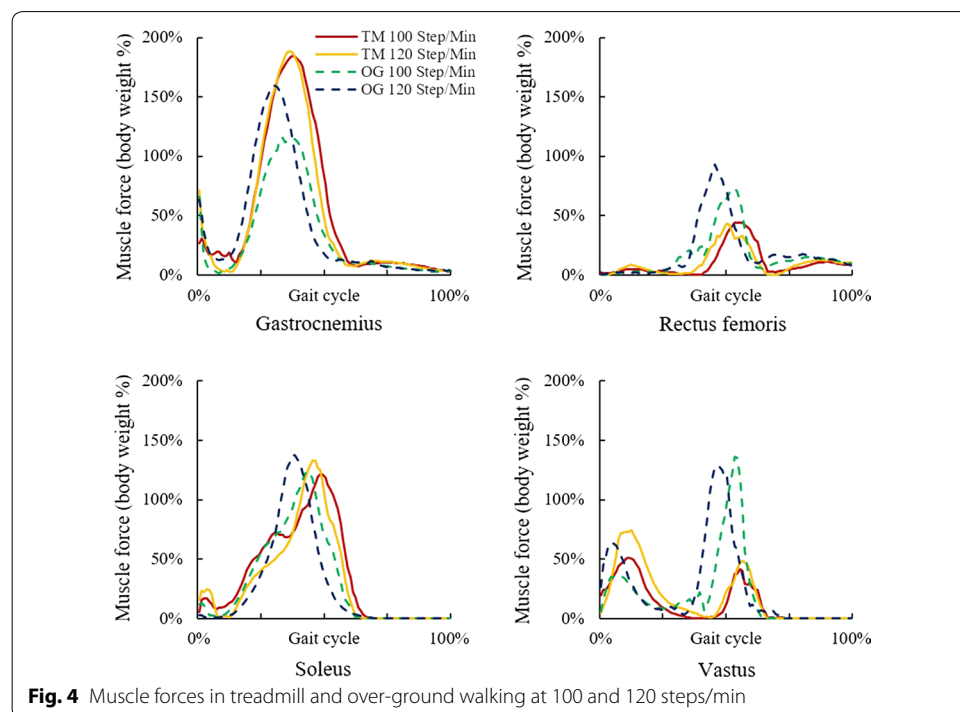 Muscle force (body weight %)
200%
150%
100%
50%
0%
0%
Gait cycle
100%
Gastrocnemius
TM 100 Step/Min
TM 120 Step/Min
OG 100 Step/Min
OG 120 Step/Min
Muscle force (body weight %)
200%
150%
100%
50%
0%
0%
Gait cycle
100%
Rectus femoris
Muscle force (body weight %)
200%
150%
100%
50%
0%
0%
Gait cycle
100%
Soleus
Muscle force (body weight %)
200%
150%
100%
50%
0%
0%
Gait cycle
100%
Vastus
Fig. 4 Muscle forces in treadmill and over-ground walking at 100 and 120 steps/min